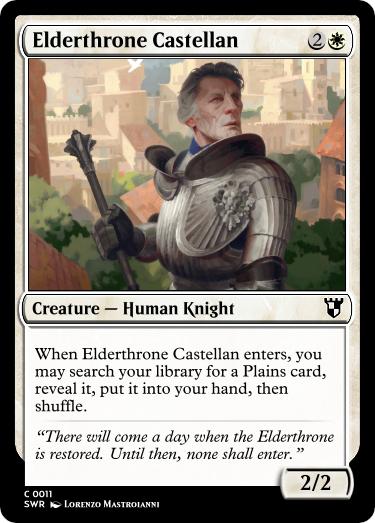 Elderthrone Castellan 2
Creature — Human Knight
When Elderthrone Castellan enters, you
may search your library for a Plains card,
reveal it, put it into your hand, then
shuffle.
“There will come a day when the Elderthrone
is restored. Until then, none shall enter.”
2/2
C 0011
SWR Lorenzo Mastroianni